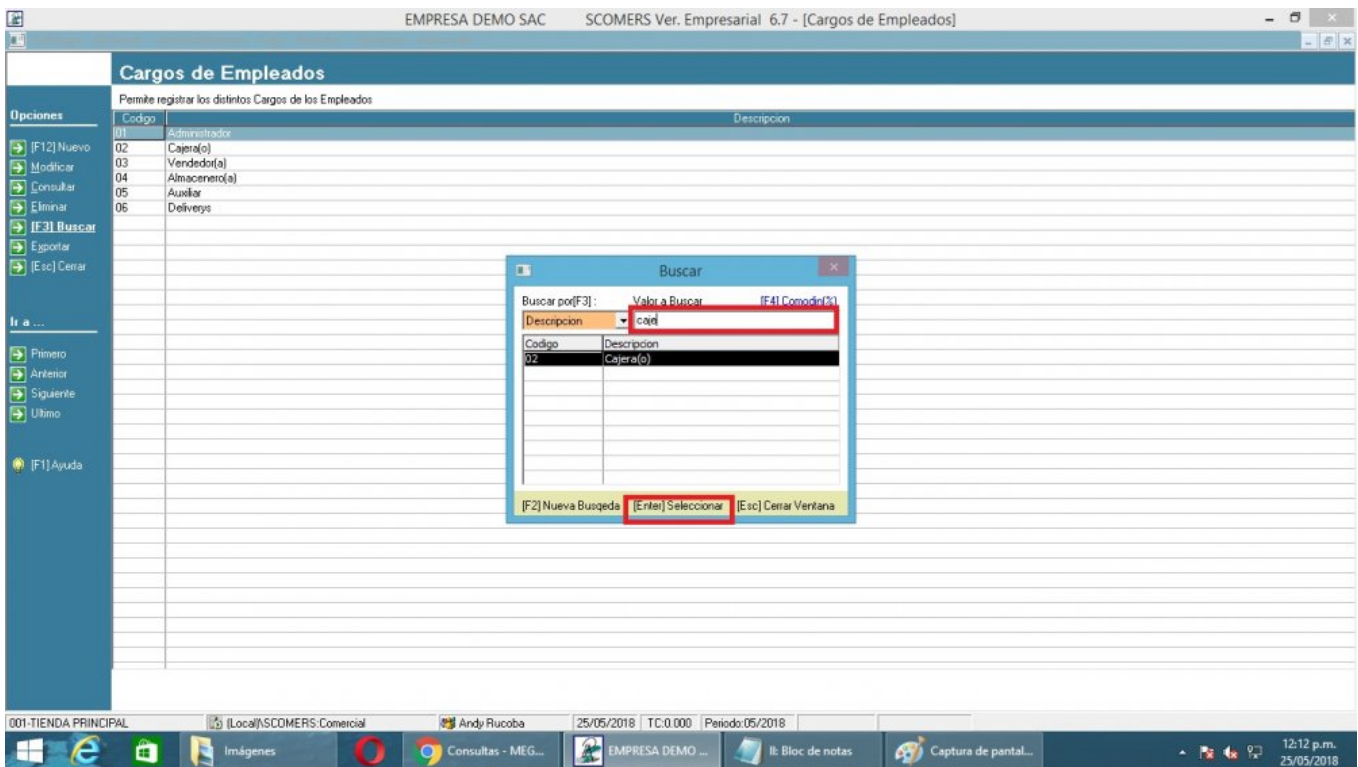 EMPRESA DEMO SAC SCOMERS Ver. Empresarial 6.7 - [Cargos de Empleados]
Cargos de Empleados
Permite registrar los distintos Cargos de los Empleados
Opciones
[F12] Nuevo
Modificar
Consultar
Eliminar
[F3] Buscar
Exportar
[Esc] Cerrar
Ir a ...
Primero
Anterior
Siguiente
Ultimo
[F1] Ayuda
Codigo Descripcion
01 Administrador
02 Cajera(o)
03 Vendedor(a)
04 Almacenero(a)
05 Auxiliar
06 Deliverys
Buscar
Buscar por[F3] : Valor a Buscar [F4] Comodin(%)
Descripcion caje
Codigo Descripcion
02 Cajera(o)
[F2] Nueva Busqeda [Enter] Seleccionar [Esc] Cerrar Ventana
001-TIENDA PRINCIPAL (Local)\SCOMERS:Comercial Andy Rucoba 25/05/2018 TC:0.000 Periodo:05/2018
Imágenes Consultas - MEG... EMPRESA DEMO ... II: Bloc de notas Captura de pantal... 12:12 p.m.
25/05/2018